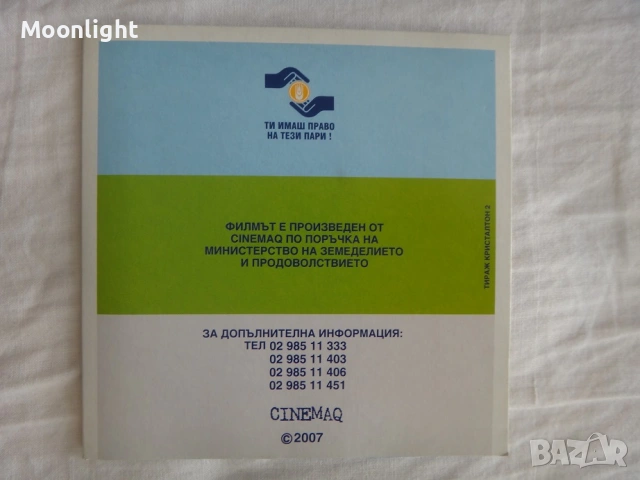 Moonlight
ТИ ИМАШ ПРАВО
НА ТЕЗИ ПАРИ !
ФИЛМЪТ Е ПРОИЗВЕДЕН ОТ
CINEMAQ ПО ПОРЪЧКА НА
МИНИСТЕРСТВО НА ЗЕМЕДЕЛИЕТО
И ПРОДОВОЛСТВИЕТО
ТИРАЖ КРИСТАЛТОН 2
ЗА ДОПЪЛНИТЕЛНА ИНФОРМАЦИЯ:
ТЕЛ 02 985 11 333
02 985 11 403
02 985 11 406
02 985 11 451
CINEMAQ
©2007
BAZAR